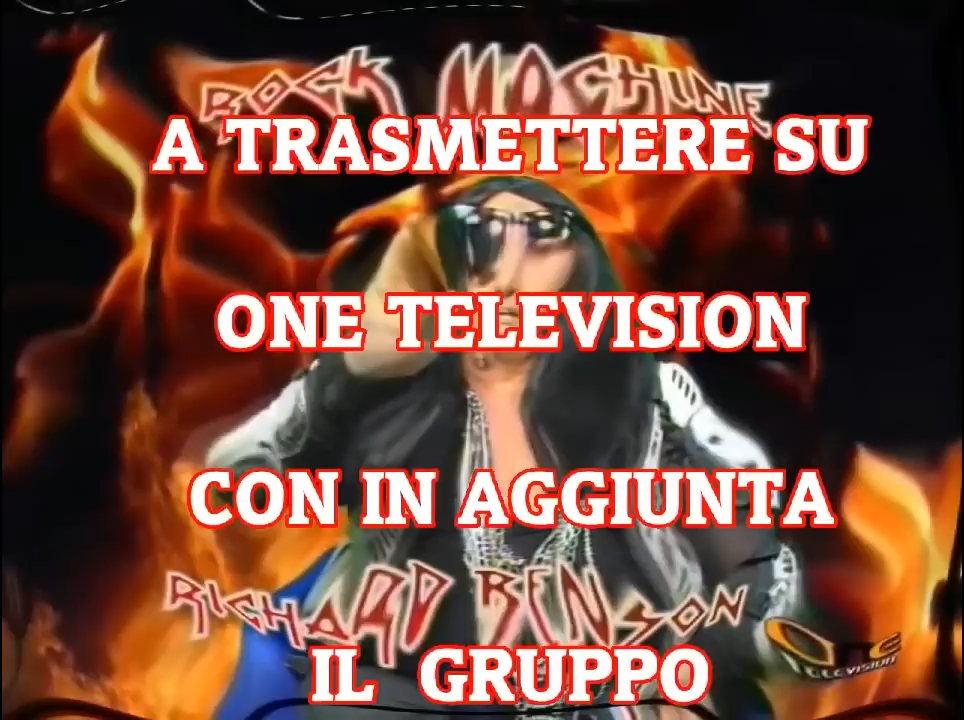 ROCK MACHINE
A TRASMETTERE SU
ONE TELEVISION
CON IN AGGIUNTA
RICHARD BENSON
One
TELEVISION
IL GRUPPO